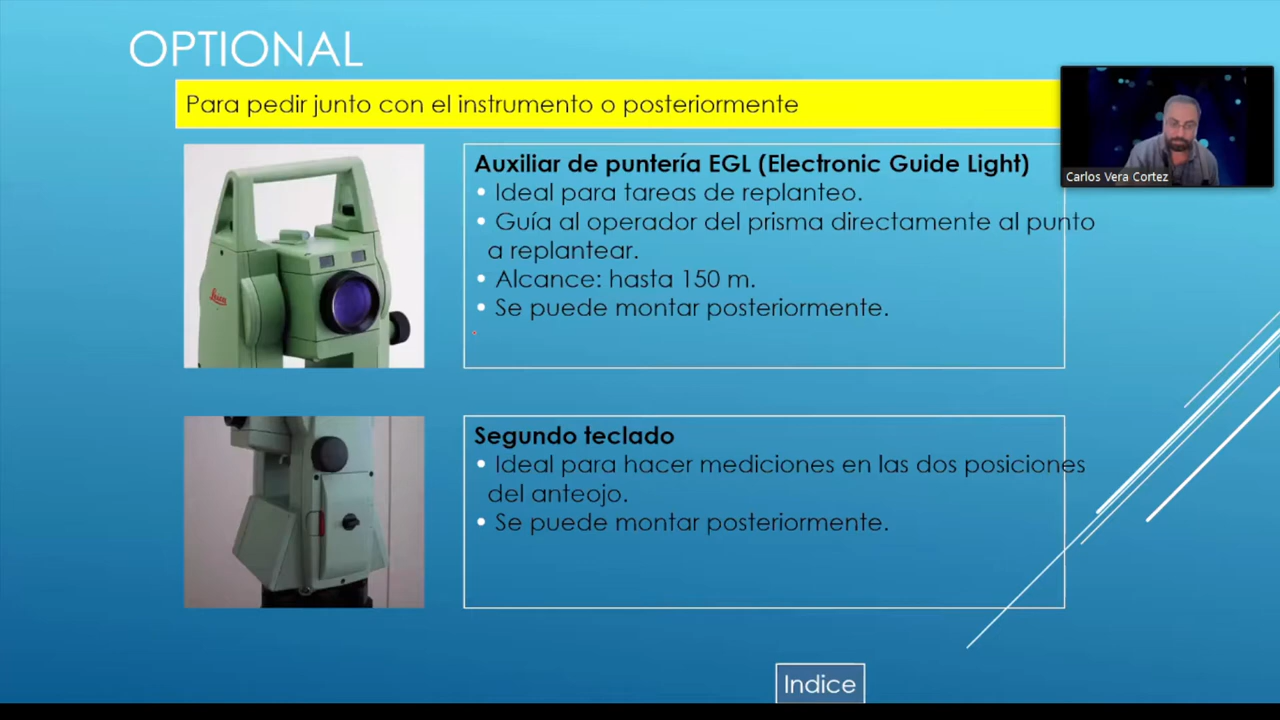 OPTIONAL
Para pedir junto con el instrumento o posteriormente
Carlos Vera Cortez
Leica
Auxiliar de puntería EGL (Electronic Guide Light)
• Ideal para tareas de replanteo.
• Guía al operador del prisma directamente al punto
a replantear.
• Alcance: hasta 150 m.
• Se puede montar posteriormente.
Segundo teclado
• Ideal para hacer mediciones en las dos posiciones
del anteojo.
• Se puede montar posteriormente.
Indice